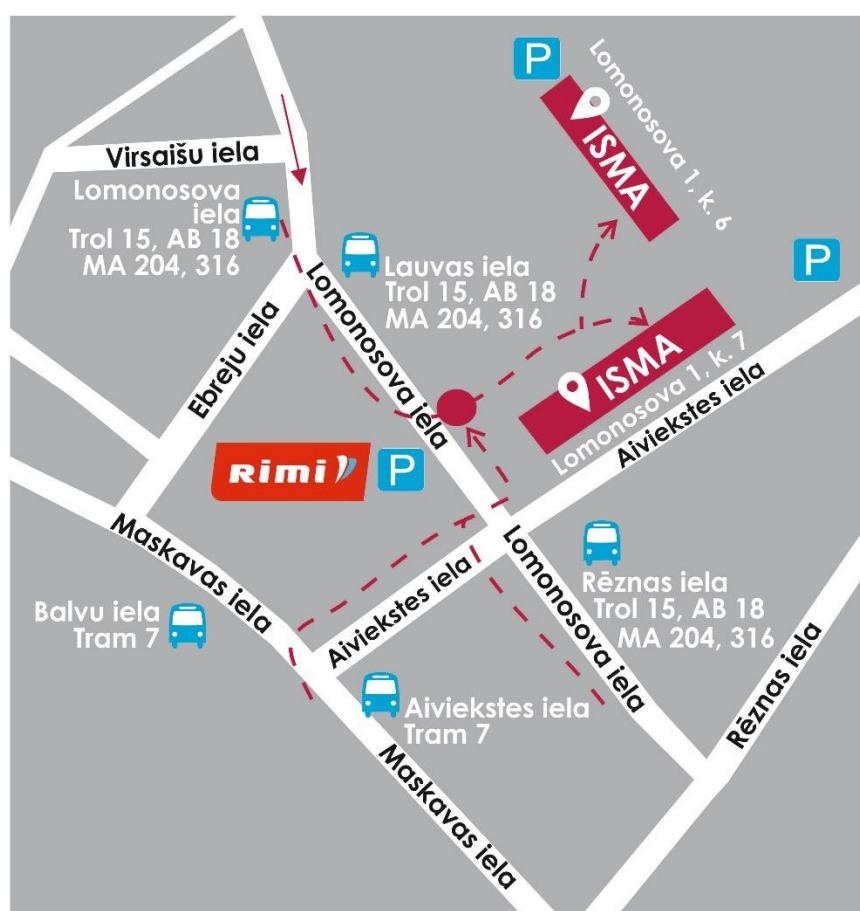 P
Lomonosova 1, k. 6
ISMA
Virsaišu iela
Lomonosova
iela
Trol 15, AB 18
MA 204, 316
Lauvas iela
Trol 15, AB 18
MA 204, 316
P
Lomonosova iela
Ebreju iela
ISMA
Lomonosova 1, k. 7
Aiviekstes iela
Rimi
P
Maskavas iela
Aiviekstes iela
Lomonosova iela
Rēznas iela
Trol 15, AB 18
MA 204, 316
Balvu iela
Tram 7
Rēznas iela
Aiviekstes iela
Tram 7
Maskavas iela